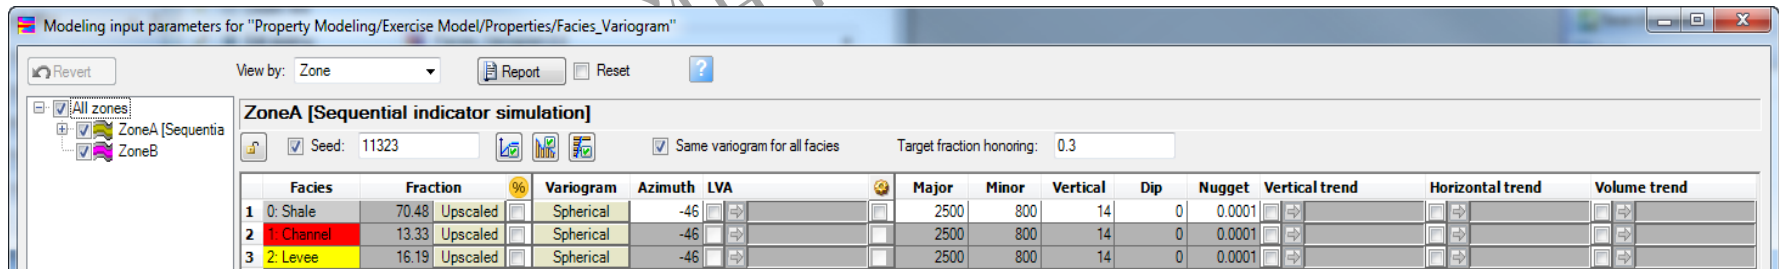 Modeling input parameters for "Property Modeling/Exercise Model/Properties/Facies_Variogram"
Revert View by: Zone Report Reset ?
All zones
ZoneA [Sequentia
ZoneB
ZoneA [Sequential indicator simulation]
Seed: 11323 Same variogram for all facies Target fraction honoring: 0.3
Facies Fraction % Variogram Azimuth LVA Major Minor Vertical Dip Nugget Vertical trend Horizontal trend Volume trend
1 0: Shale 70.48 Upscaled Spherical -46 2500 800 14 0 0.0001
2 1: Channel 13.33 Upscaled Spherical -46 2500 800 14 0 0.0001
3 2: Levee 16.19 Upscaled Spherical -46 2500 800 14 0 0.0001